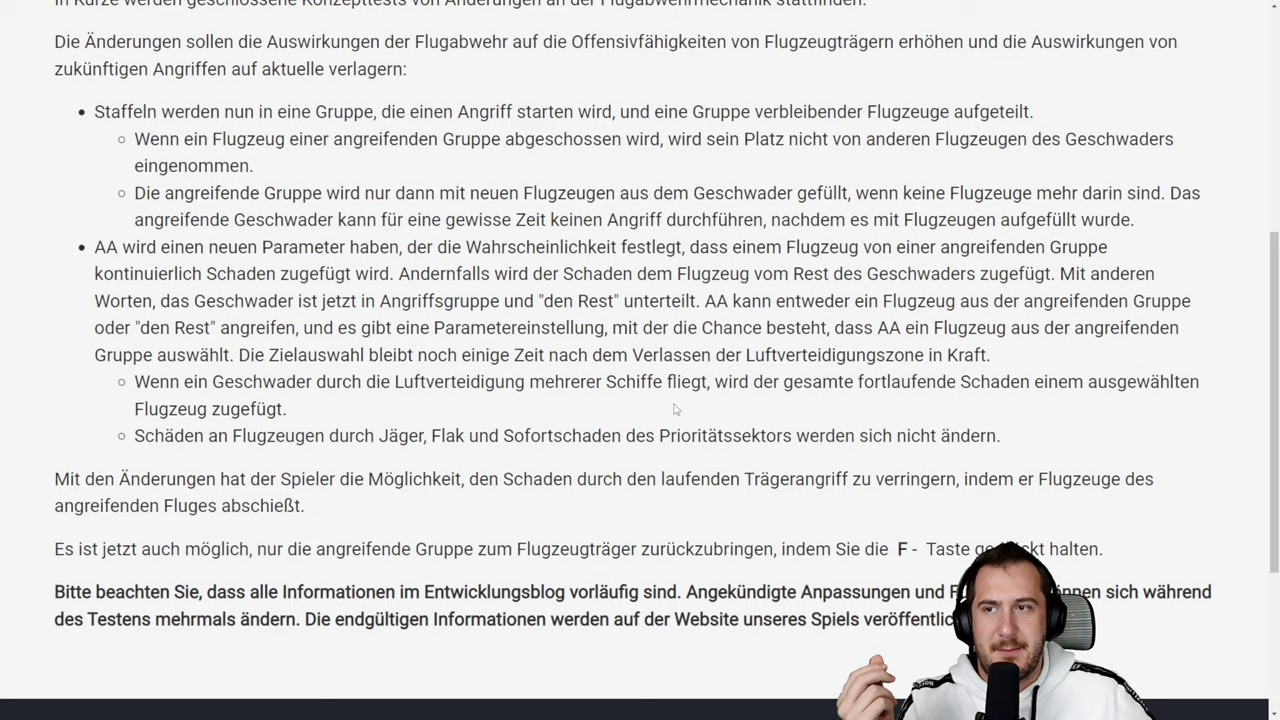 In Kürze werden geschlossene Konzepttests von Änderungen an der Flugabwehrmechanik stattfinden.
Die Änderungen sollen die Auswirkungen der Flugabwehr auf die Offensivfähigkeiten von Flugzeugträgern erhöhen und die Auswirkungen von
zukünftigen Angriffen auf aktuelle verlagern:
Staffeln werden nun in eine Gruppe, die einen Angriff starten wird, und eine Gruppe verbleibender Flugzeuge aufgeteilt.
Wenn ein Flugzeug einer angreifenden Gruppe abgeschossen wird, wird sein Platz nicht von anderen Flugzeugen des Geschwaders
eingenommen.
Die angreifende Gruppe wird nur dann mit neuen Flugzeugen aus dem Geschwader gefüllt, wenn keine Flugzeuge mehr darin sind. Das
angreifende Geschwader kann für eine gewisse Zeit keinen Angriff durchführen, nachdem es mit Flugzeugen aufgefüllt wurde.
AA wird einen neuen Parameter haben, der die Wahrscheinlichkeit festlegt, dass einem Flugzeug von einer angreifenden Gruppe
kontinuierlich Schaden zugefügt wird. Andernfalls wird der Schaden dem Flugzeug vom Rest des Geschwaders zugefügt. Mit anderen
Worten, das Geschwader ist jetzt in Angriffsgruppe und "den Rest" unterteilt. AA kann entweder ein Flugzeug aus der angreifenden Gruppe
oder "den Rest" angreifen, und es gibt eine Parametereinstellung, mit der die Chance besteht, dass AA ein Flugzeug aus der angreifenden
Gruppe auswählt. Die Zielauswahl bleibt noch einige Zeit nach dem Verlassen der Luftverteidigungszone in Kraft.
Wenn ein Geschwader durch die Luftverteidigung mehrerer Schiffe fliegt, wird der gesamte fortlaufende Schaden einem ausgewählten
Flugzeug zugefügt.
Schäden an Flugzeugen durch Jäger, Flak und Sofortschaden des Prioritätssektors werden sich nicht ändern.
Mit den Änderungen hat der Spieler die Möglichkeit, den Schaden durch den laufenden Trägerangriff zu verringern, indem er Flugzeuge des
angreifenden Fluges abschießt.
Es ist jetzt auch möglich, nur die angreifende Gruppe zum Flugzeugträger zurückzubringen, indem Sie die F - Taste halten.
Bitte beachten Sie, dass alle Informationen im Entwicklungsblog vorläufig sind. Angekündigte Anpassungen und sich während
des Testens mehrmals ändern. Die endgültigen Informationen werden auf der Website unseres Spiels